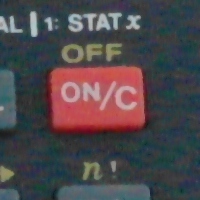 AL 1: STAT x
OFF
ON/C
n!